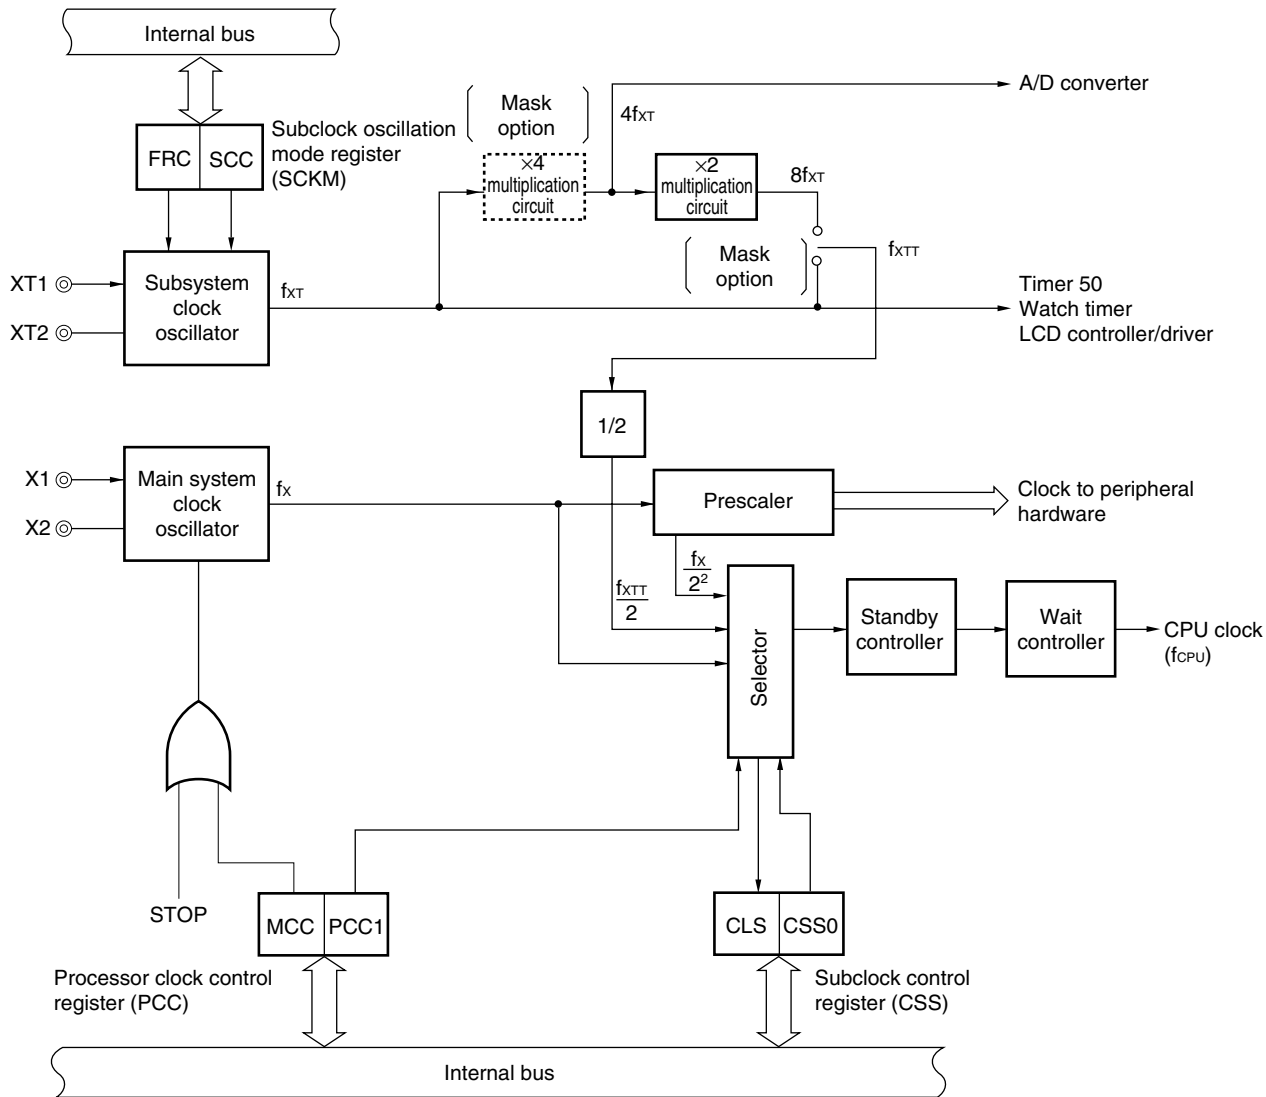 Internal bus
FRC
SCC
Subclock oscillation
mode register
(SCKM)
Mask
option
×4
multiplication
circuit
4fXT
×2
multiplication
circuit
8fXT
A/D converter
XT1
XT2
Subsystem
clock
oscillator
fXT
Mask
option
fXTT
Timer 50
Watch timer
LCD controller/driver
1/2
X1
X2
Main system
clock
oscillator
fX
Prescaler
Clock to peripheral
hardware
fX
2²
fXTT
2
Selector
Standby
controller
Wait
controller
CPU clock
(fCPU)
STOP
MCC
PCC1
CLS
CSS0
Processor clock control
register (PCC)
Subclock control
register (CSS)
Internal bus